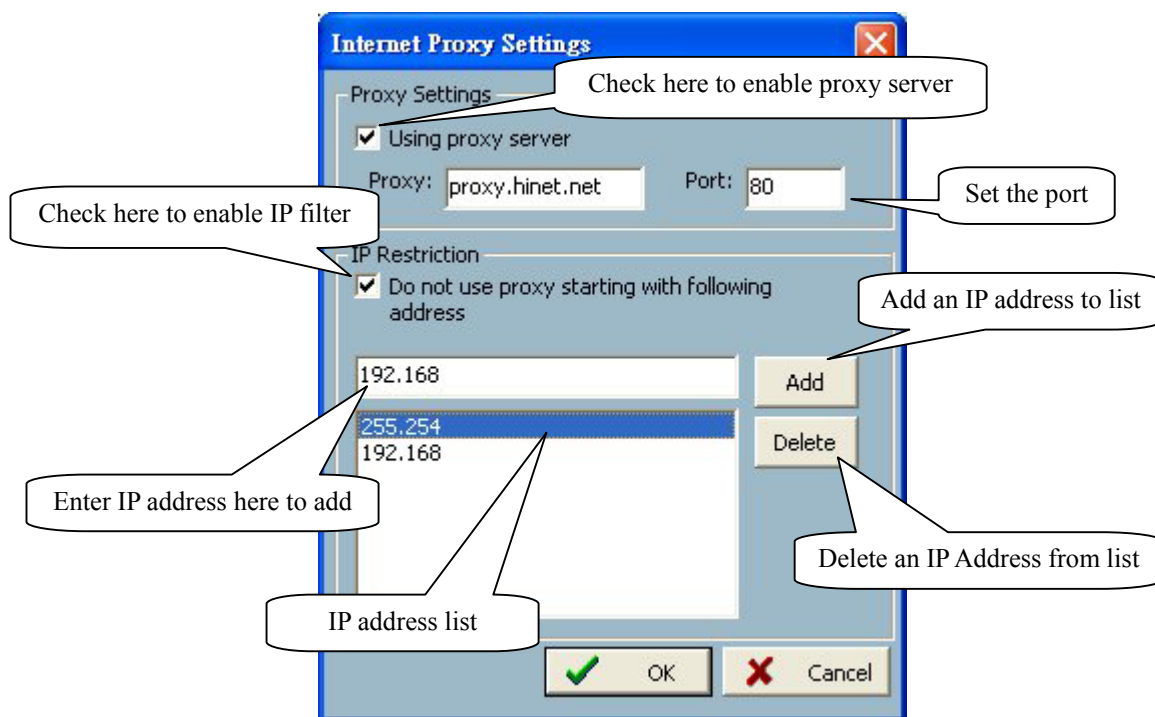 Internet Proxy Settings
Check here to enable proxy server
Proxy Settings
Using proxy server
Proxy: proxy.hinet.net Port: 80
Set the port
Check here to enable IP filter
IP Restriction
Do not use proxy starting with following
address
Add an IP address to list
192.168
Add
255.254
192.168
Delete
Enter IP address here to add
Delete an IP Address from list
IP address list
OK Cancel